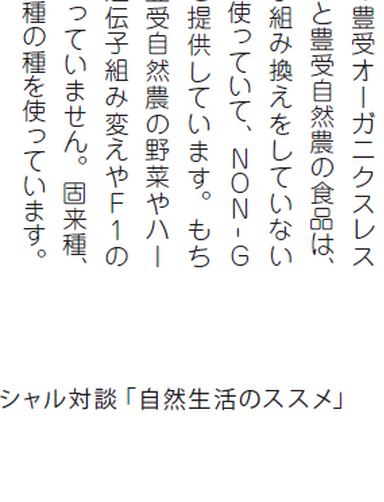 豊受オーガニクスレス
と豊受自然農の食品は、
組み換えをしていない
使っていて、NON-G
提供しています。もち
受自然農の野菜やハー
伝子組み変えやF1の
っていません。固来種、
種の種を使っています。
シャル対談「自然生活のススメ」